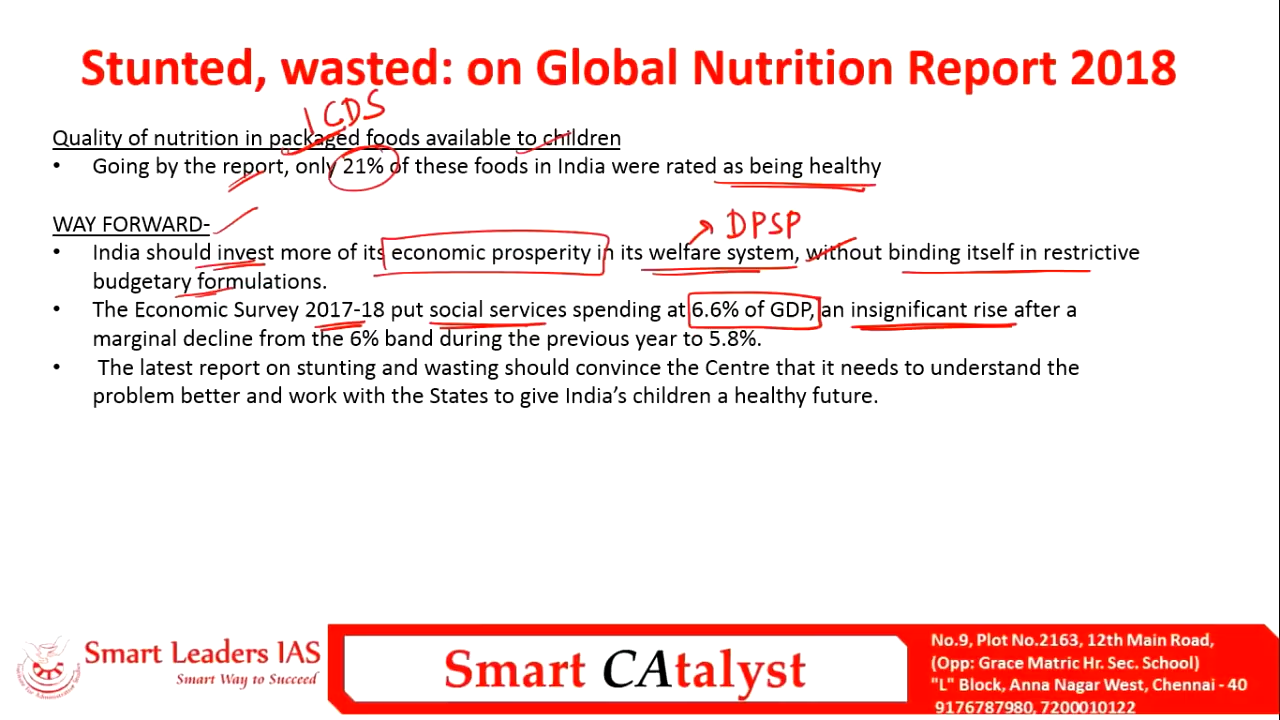 Stunted, wasted: on Global Nutrition Report 2018
ICDS
Quality of nutrition in packaged foods available to children
• Going by the report, only 21% of these foods in India were rated as being healthy
WAY FORWARD-
DPSP
• India should invest more of its economic prosperity in its welfare system, without binding itself in restrictive
budgetary formulations.
• The Economic Survey 2017-18 put social services spending at 6.6% of GDP, an insignificant rise after a
marginal decline from the 6% band during the previous year to 5.8%.
• The latest report on stunting and wasting should convince the Centre that it needs to understand the
problem better and work with the States to give India’s children a healthy future.
Smart Leaders IAS
Smart Way to Succeed
Smart CAtalyst
No.9, Plot No.2163, 12th Main Road,
(Opp: Grace Matric Hr. Sec. School)
"L" Block, Anna Nagar West, Chennai - 40
9176787980, 7200010122